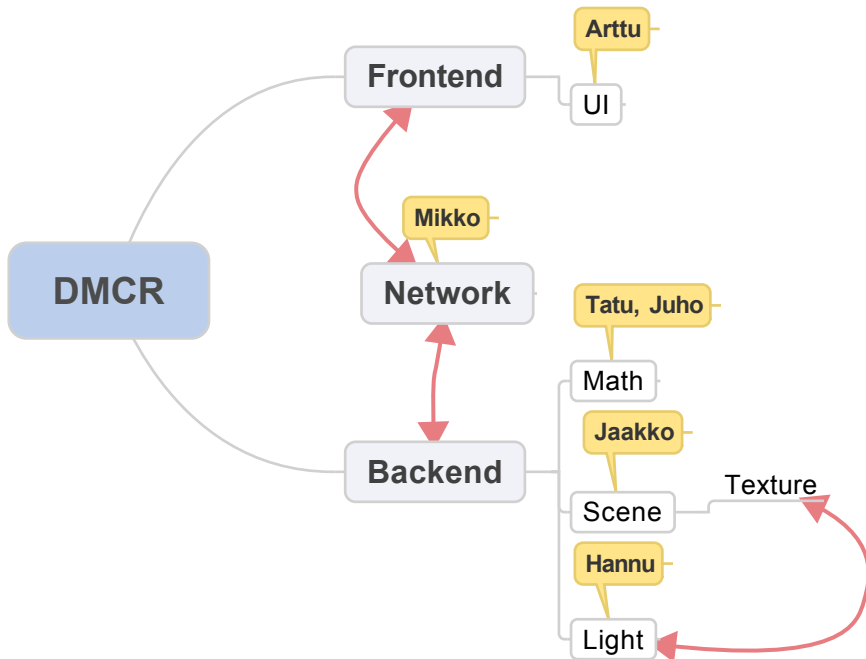 Arttu
Frontend
UI
Mikko
DMCR
Network
Tatu, Juho
Math
Jaakko
Backend
Texture
Scene
Hannu
Light